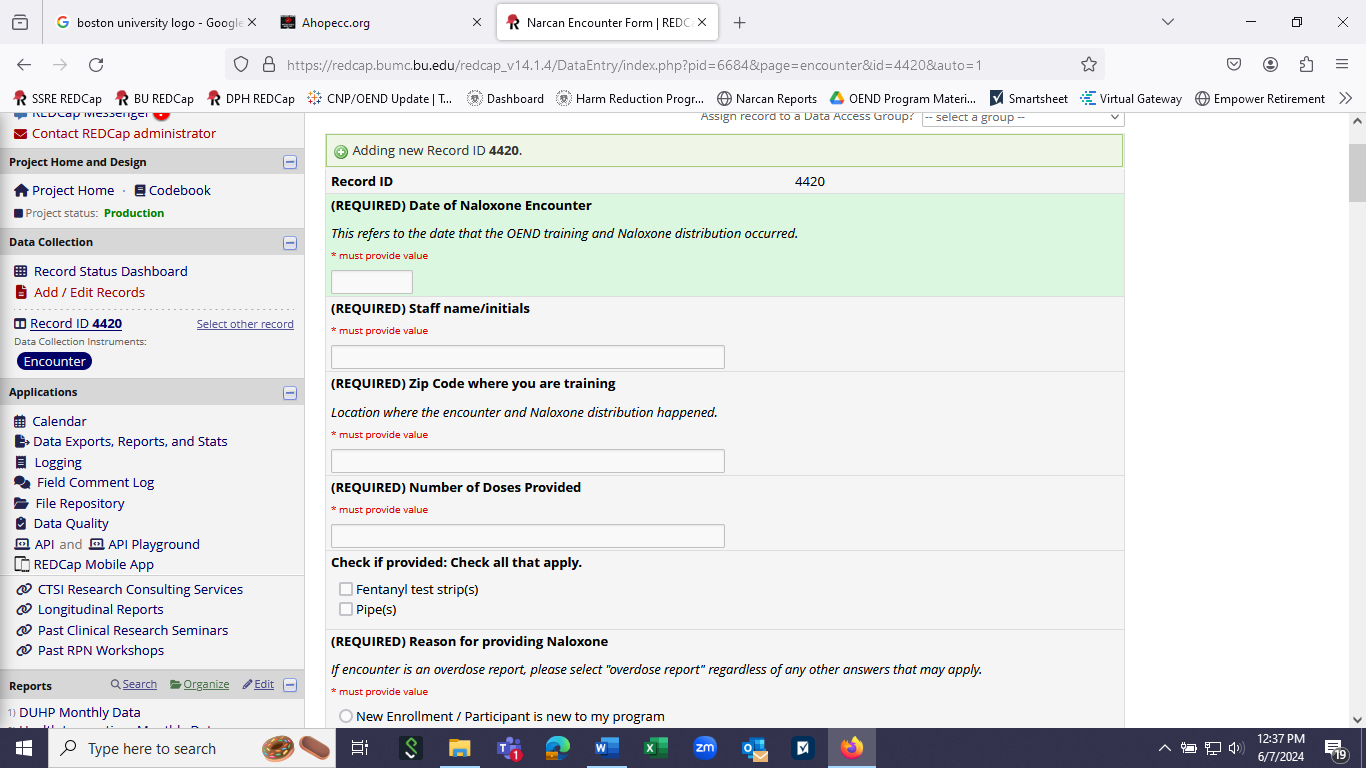 boston university logo - Google
Ahopecc.org
Narcan Encounter Form | REDC
https://redcap.bumc.bu.edu/redcap_v14.1.4/DataEntry/index.php?pid=6684&page=encounter&id=4420&auto=1
SSRE REDCap
BU REDCap
DPH REDCap
CNP/OEND Update | T...
Dashboard
Harm Reduction Progr...
Narcan Reports
OEND Program Materi...
Smartsheet
Virtual Gateway
Empower Retirement
REDCap Messenger
Contact REDCap administrator
Project Home and Design
Project Home · Codebook
Project status: Production
Data Collection
Record Status Dashboard
Add / Edit Records
Record ID 4420 Select other record
Data Collection Instruments:
Encounter
Applications
Calendar
Data Exports, Reports, and Stats
Logging
Field Comment Log
File Repository
Data Quality
API and API Playground
REDCap Mobile App
CTSI Research Consulting Services
Longitudinal Reports
Past Clinical Research Seminars
Past RPN Workshops
Reports Search Organize Edit
1) DUHP Monthly Data
Assign record to a Data Access Group? -- select a group --
Adding new Record ID 4420.
Record ID 4420
(REQUIRED) Date of Naloxone Encounter
This refers to the date that the OEND training and Naloxone distribution occurred.
* must provide value
(REQUIRED) Staff name/initials
* must provide value
(REQUIRED) Zip Code where you are training
Location where the encounter and Naloxone distribution happened.
* must provide value
(REQUIRED) Number of Doses Provided
* must provide value
Check if provided: Check all that apply.
Fentanyl test strip(s)
Pipe(s)
(REQUIRED) Reason for providing Naloxone
If encounter is an overdose report, please select "overdose report" regardless of any other answers that may apply.
* must provide value
New Enrollment / Participant is new to my program
Type here to search
1
zm
12:37 PM
6/7/2024
19